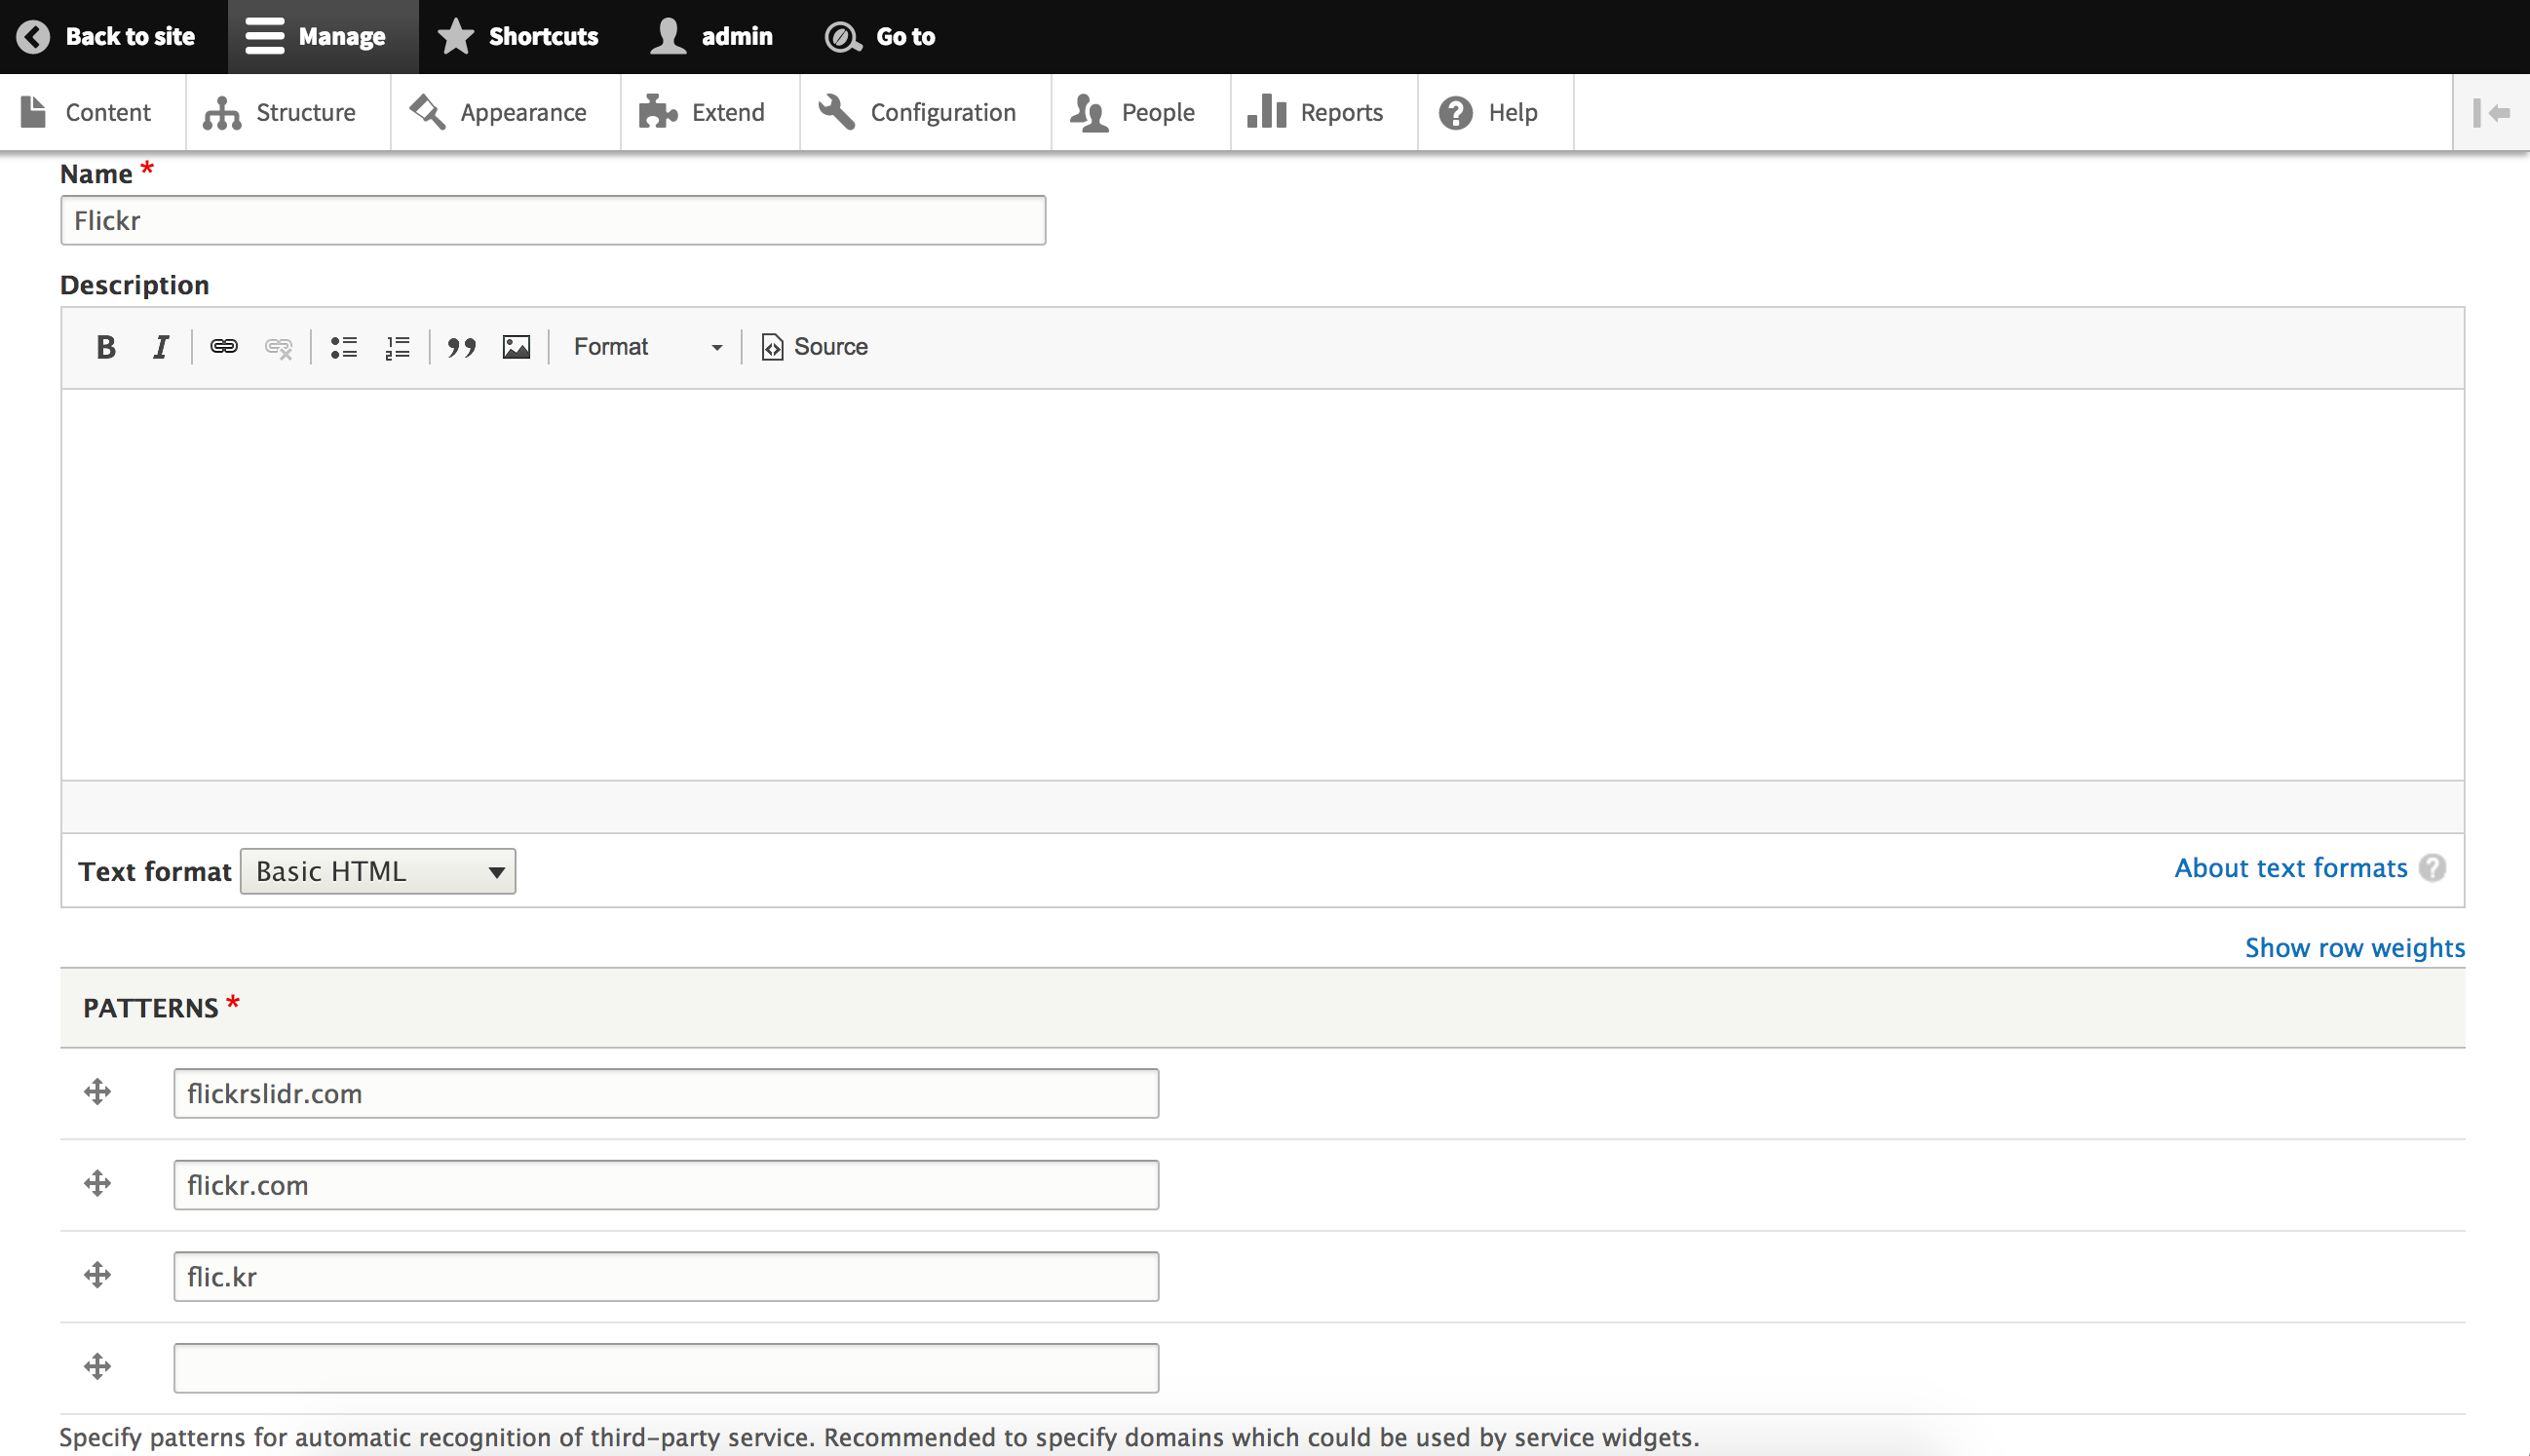 Back to site Manage Shortcuts admin Go to
Content Structure Appearance Extend Configuration People Reports Help
Name *
Flickr
Description
B I Format Source
Text format Basic HTML About text formats ?
Show row weights
PATTERNS *
flickrslidr.com
flickr.com
flic.kr
Specify patterns for automatic recognition of third-party service. Recommended to specify domains which could be used by service widgets.